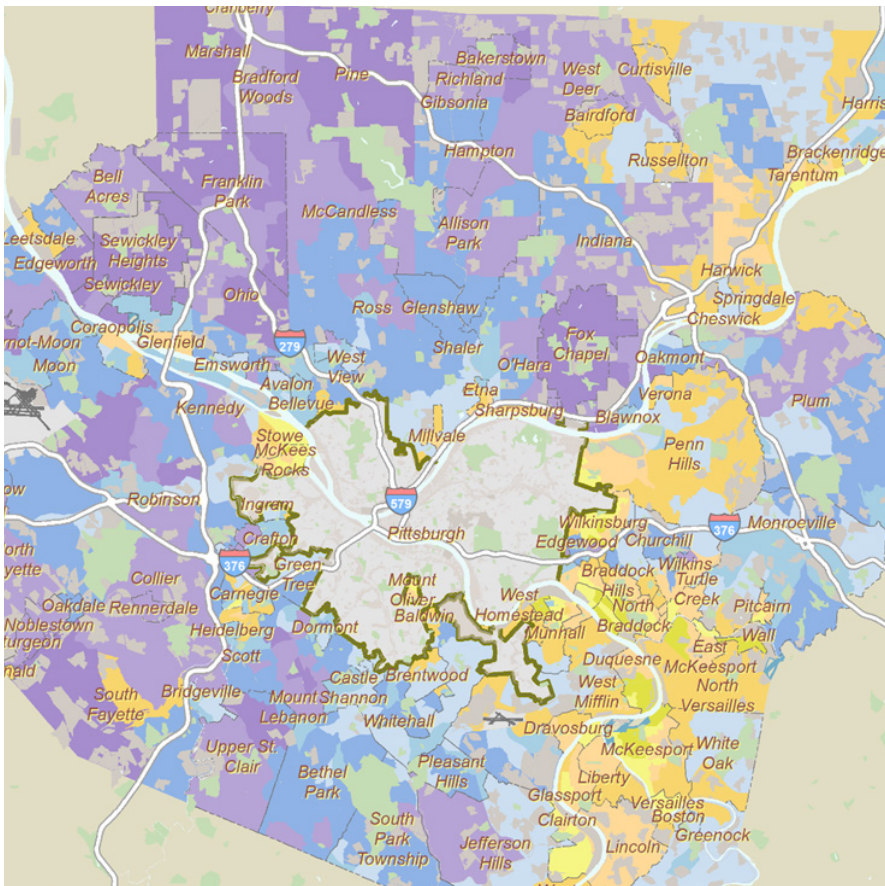 Cranberry
Marshall
Bradford
Woods
Pine
Bakerstown
Richland
Gibsonia
West
Deer
Curtisville
Bairdford
Harris
Hampton
Russellton
Brackenridge
Tarentum
Bell
Acres
Franklin
Park
McCandless
Allison
Park
Indiana
Leetsdale
Edgeworth
Sewickley
Heights
Sewickley
Ohio
Harwick
Springdale
Cheswick
Ross
Glenshaw
Coraopolis
Glenfield
not-Moon
Moon
279
Emsworth
West
View
Shaler
Fox
Chapel
O'Hara
Oakmont
Avalon
Bellevue
Kennedy
Etna
Sharpsburg
Blawnox
Verona
Plum
Stowe
McKees
Rocks
Millvale
Penn
Hills
Robinson
Ingram
579
Crafton
Pittsburgh
Wilkinsburg
Edgewood
Churchill
376
Monroeville
376
Green
Tree
Collier
Carnegie
Mount
Oliver
Baldwin
West
Homestead
Munhall
Braddock
Hills
North
Braddock
Wilkins
Turtle
Creek
Pitcairn
Wall
Oakdale
Rennerdale
Noblestown
turgeon
nald
Heidelberg
Scott
Dormont
East
McKeesport
North
Versailles
Duquesne
West
Mifflin
South
Fayette
Bridgeville
Mount
Lebanon
Castle
Shannon
Brentwood
Whitehall
Dravosburg
McKeesport
White
Oak
Upper St.
Clair
Bethel
Park
Pleasant
Hills
Liberty
Glassport
Clairton
Versailles
Boston
Greenock
South
Park
Township
Jefferson
Hills
Lincoln